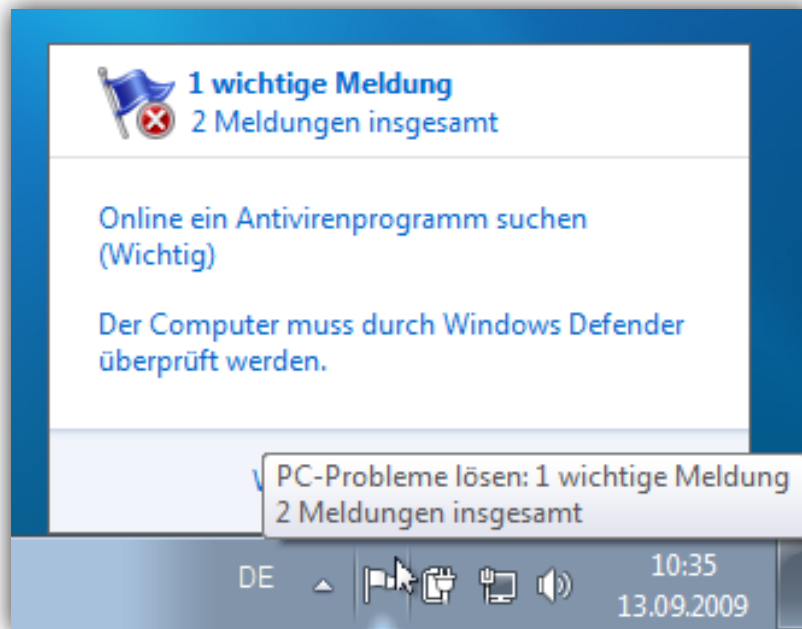 1 wichtige Meldung
2 Meldungen insgesamt
Online ein Antivirenprogramm suchen
(Wichtig)
Der Computer muss durch Windows Defender
überprüft werden.
PC-Probleme lösen: 1 wichtige Meldung
2 Meldungen insgesamt
DE
10:35
13.09.2009